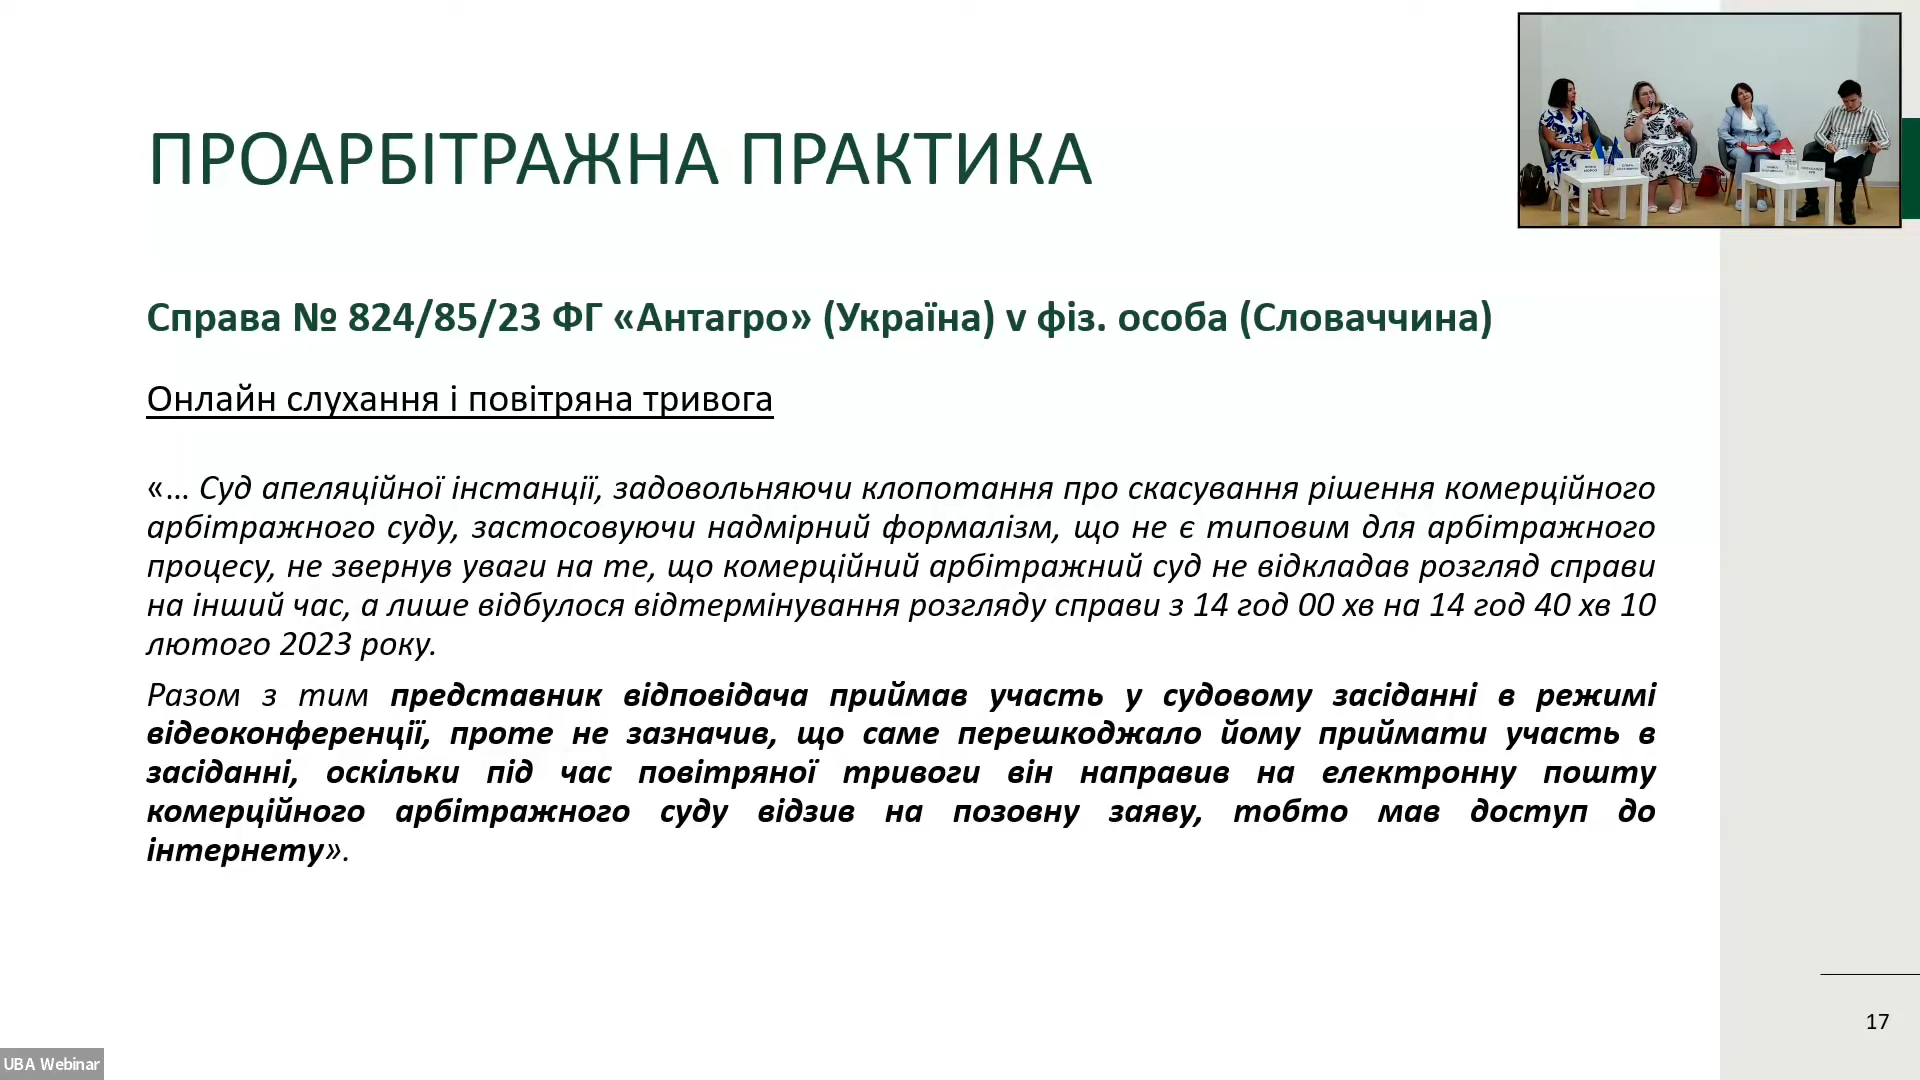 ПРОАРБІТРАЖНА ПРАКТИКА
Справа № 824/85/23 ФГ «Антагро» (Україна) v фіз. особа (Словаччина)
Онлайн слухання і повітряна тривога
«… Суд апеляційної інстанції, задовольняючи клопотання про скасування рішення комерційного
арбітражного суду, застосовуючи надмірний формалізм, що не є типовим для арбітражного
процесу, не звернув уваги на те, що комерційний арбітражний суд не відкладав розгляд справи
на інший час, а лише відбулося відтермінування розгляду справи з 14 год 00 хв на 14 год 40 хв 10
лютого 2023 року.
Разом з тим представник відповідача приймав участь у судовому засіданні в режимі
відеоконференції, проте не зазначив, що саме перешкоджало йому приймати участь в
засіданні, оскільки під час повітряної тривоги він направив на електронну пошту
комерційного арбітражного суду відзив на позовну заяву, тобто мав доступ до
інтернету».
17
UBA Webinar